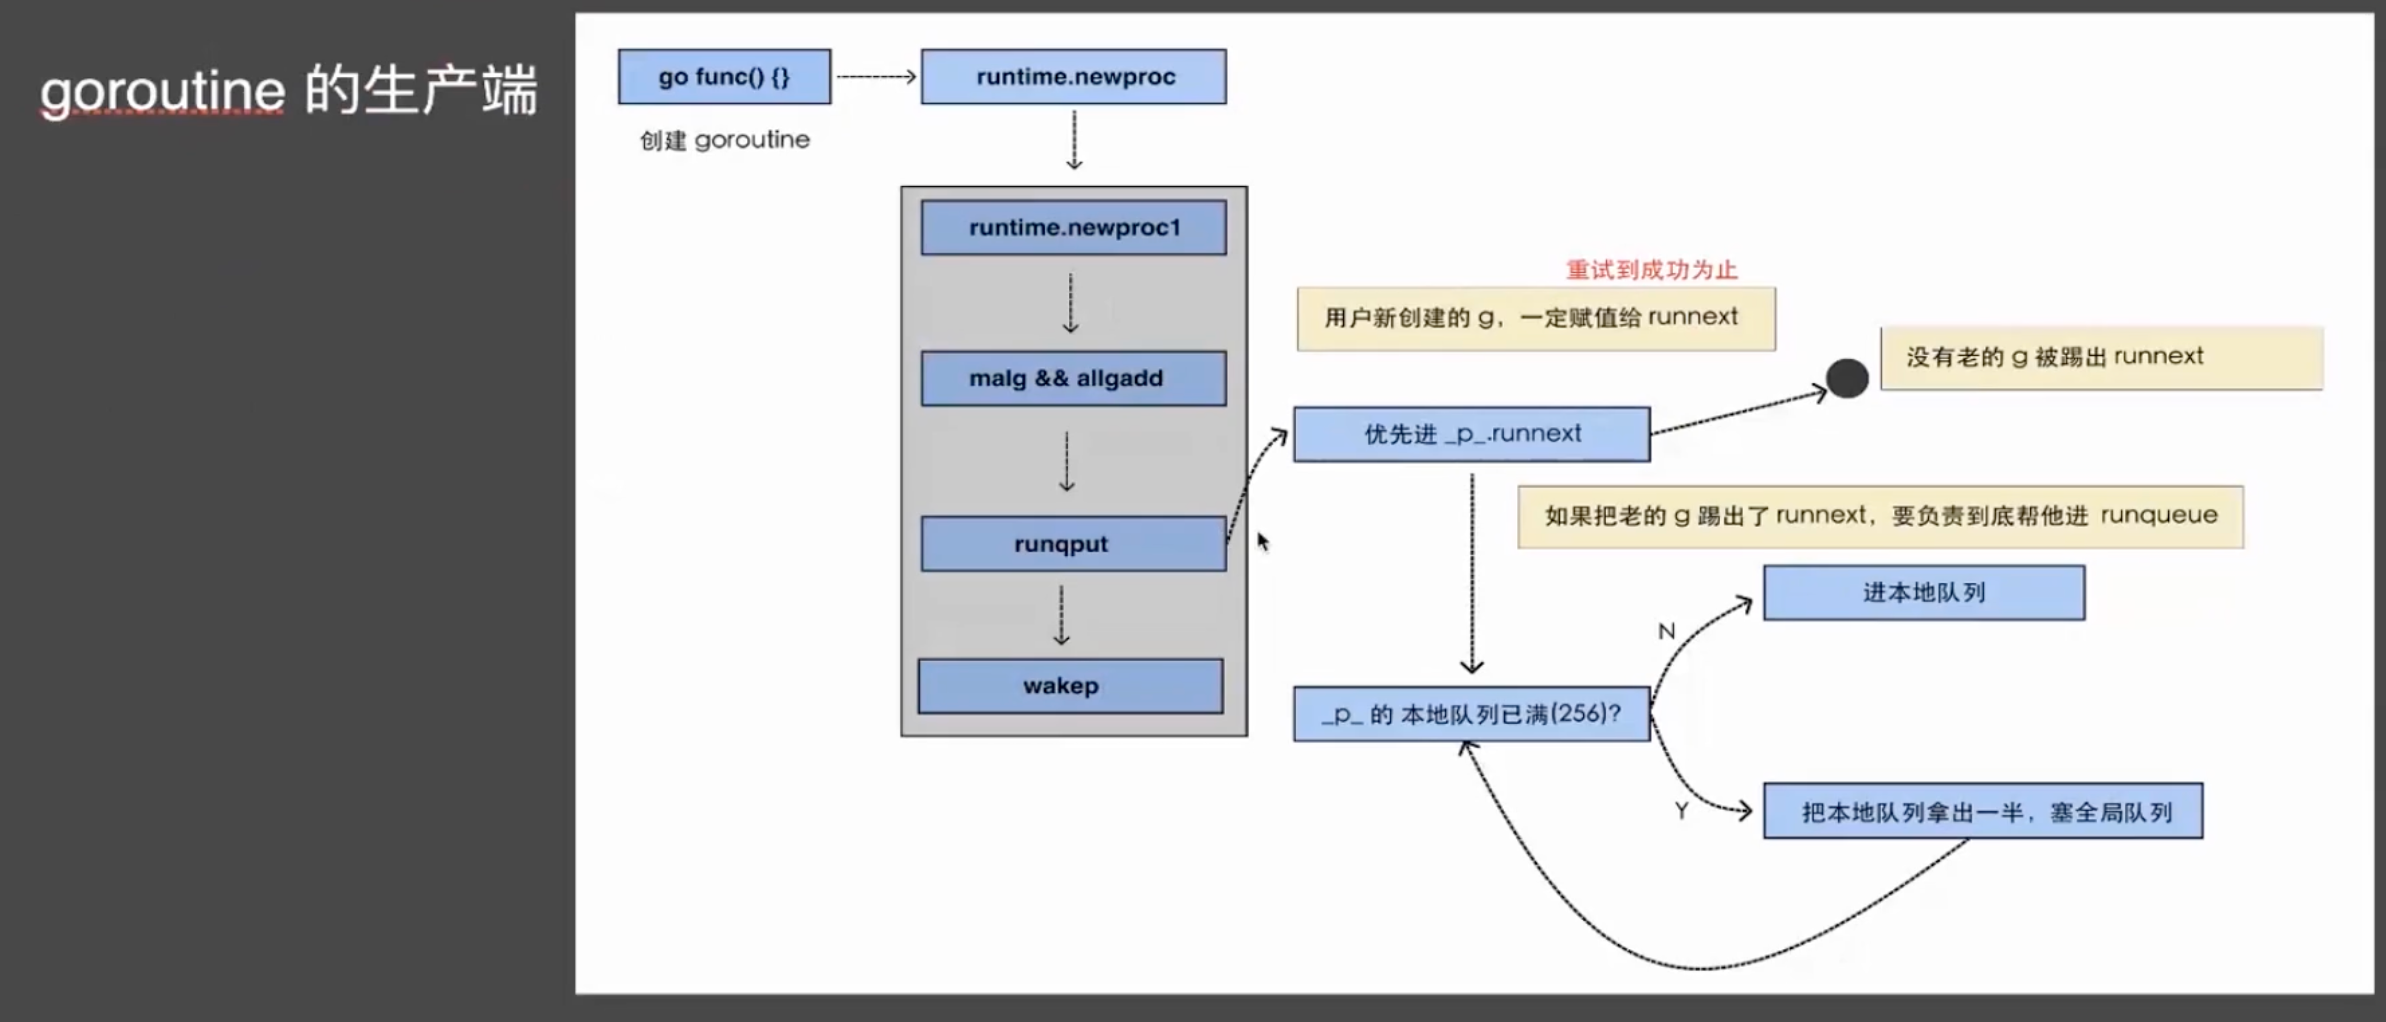 goroutine 的生产端
go func() {}
runtime.newproc
创建 goroutine
runtime.newproc1
malg && allgadd
runqput
wakep
重试到成功为止
用户新创建的 g，一定赋值给 runnext
没有老的 g 被踢出 runnext
优先进 _p_.runnext
如果把老的 g 踢出了 runnext，要负责到底帮他进 runqueue
进本地队列
N
_p_ 的 本地队列已满(256)?
Y
把本地队列拿出一半，塞全局队列